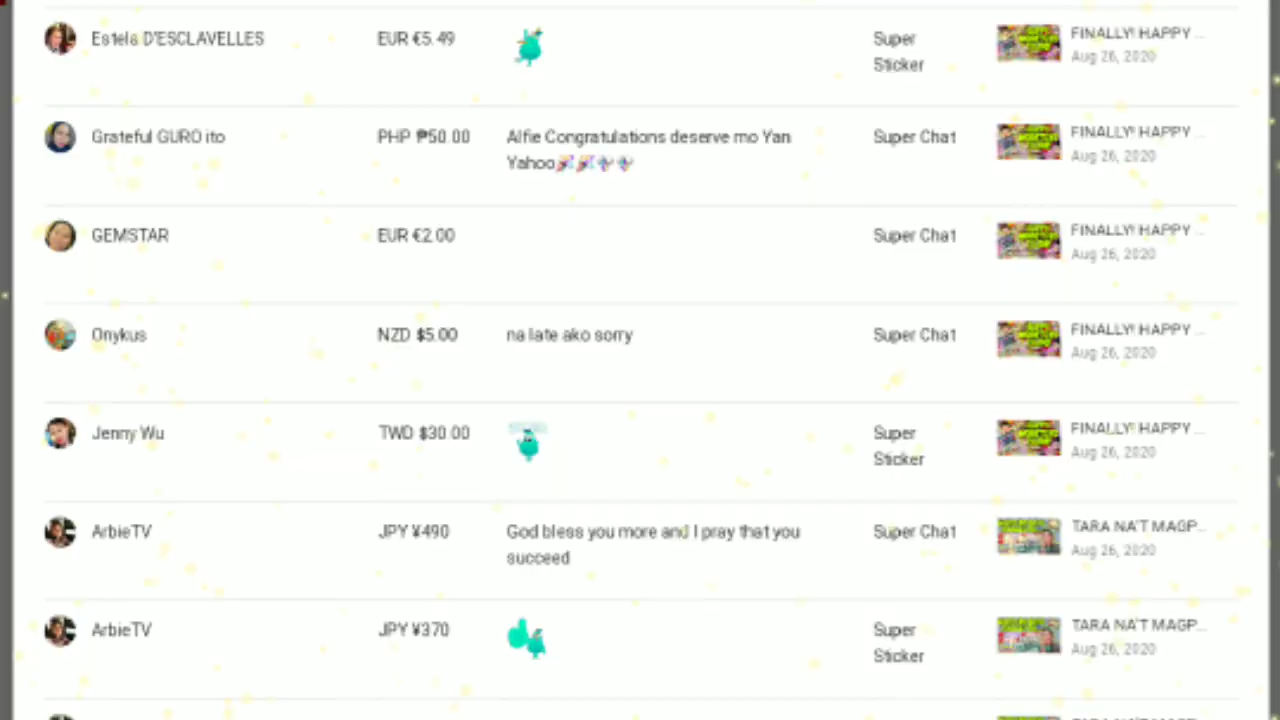 Estela D'ESCLAVELLES EUR €5.49 Super Sticker FINALLY! HAPPY ...
Aug 26, 2020
Grateful GURO ito PHP ₱50.00 Alfie Congratulations deserve mo Yan Super Chat FINALLY! HAPPY ...
Yahoo🎉🎉 Aug 26, 2020
GEMSTAR EUR €2.00 Super Chat FINALLY! HAPPY ...
Aug 26, 2020
Onykus NZD $5.00 na late ako sorry Super Chat FINALLY! HAPPY ...
Aug 26, 2020
Jenny Wu TWD $30.00 Super Sticker FINALLY! HAPPY ...
Aug 26, 2020
ArbieTV JPY ¥490 God bless you more and I pray that you Super Chat TARA NA'T MAGP...
succeed Aug 26, 2020
ArbieTV JPY ¥370 Super Sticker TARA NA'T MAGP...
Aug 26, 2020